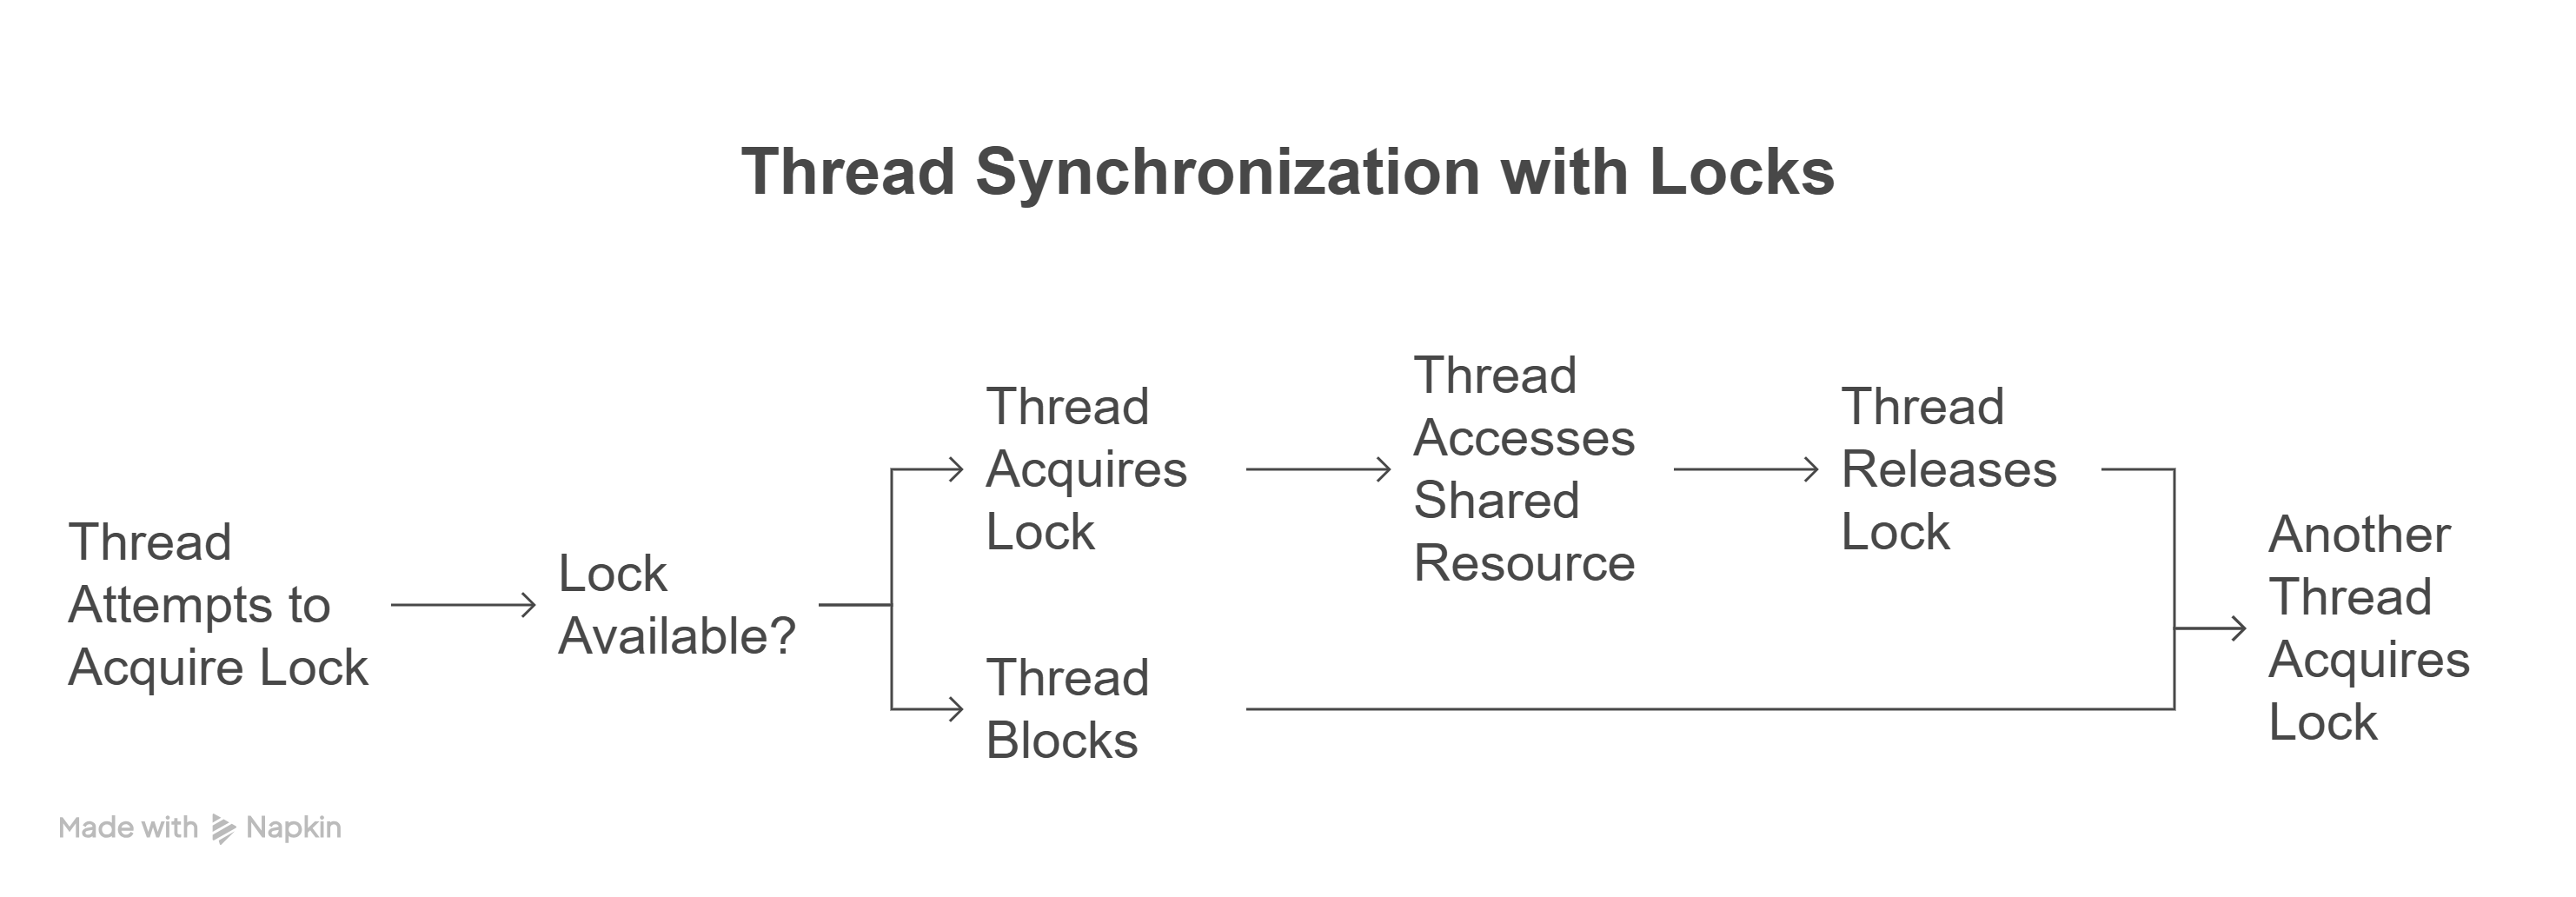 Thread Synchronization with Locks
Thread
Attempts to
Acquire Lock
Lock
Available?
Thread
Acquires
Lock
Thread
Accesses
Shared
Resource
Thread
Releases
Lock
Thread
Blocks
Another
Thread
Acquires
Lock
Made with Napkin